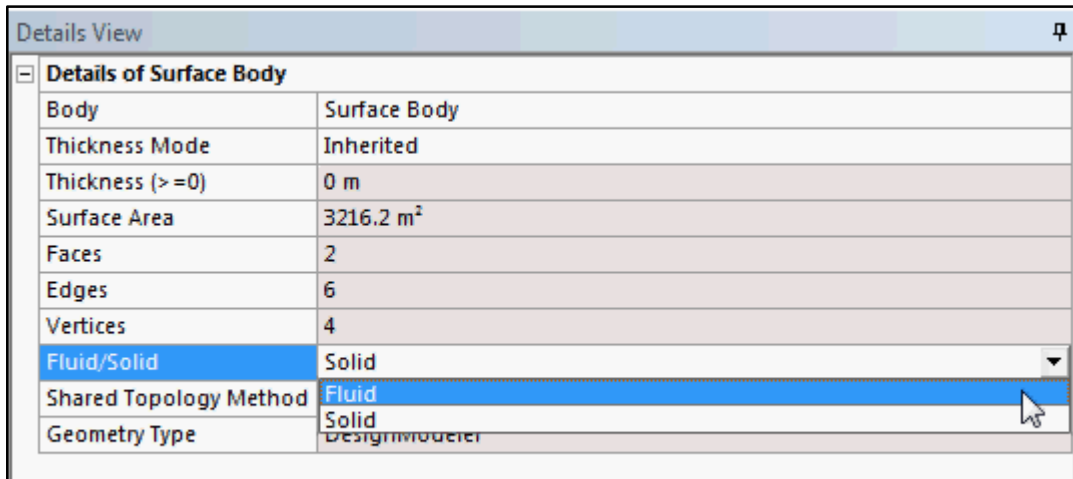 Details View
Details of Surface Body
Body Surface Body
Thickness Mode Inherited
Thickness (>=0) 0 m
Surface Area 3216.2 m²
Faces 2
Edges 6
Vertices 4
Fluid/Solid Solid
Shared Topology Method Fluid
Solid
Geometry Type DesignModeler